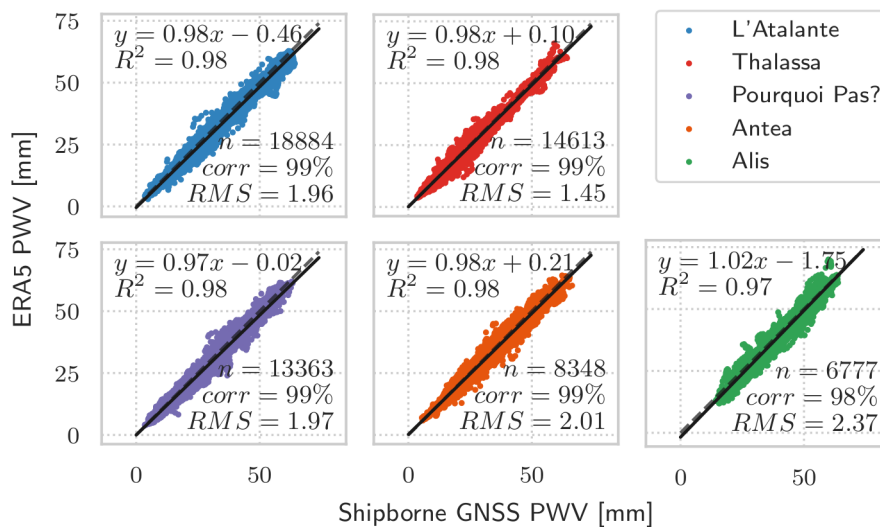 ERA5 PWV [mm]
75
50
25
0
y = 0.98x − 0.46
R² = 0.98
n = 18884
corr = 99%
RMS = 1.96
y = 0.98x + 0.10
R² = 0.98
n = 14613
corr = 99%
RMS = 1.45
L'Atalante
Thalassa
Pourquoi Pas?
Antea
Alis
75
50
25
0
y = 0.97x − 0.02
R² = 0.98
n = 13363
corr = 99%
RMS = 1.97
y = 0.98x + 0.21
R² = 0.98
n = 8348
corr = 99%
RMS = 2.01
y = 1.02x − 1.75
R² = 0.97
n = 6777
corr = 98%
RMS = 2.37
0 50
0 50
0 50
Shipborne GNSS PWV [mm]